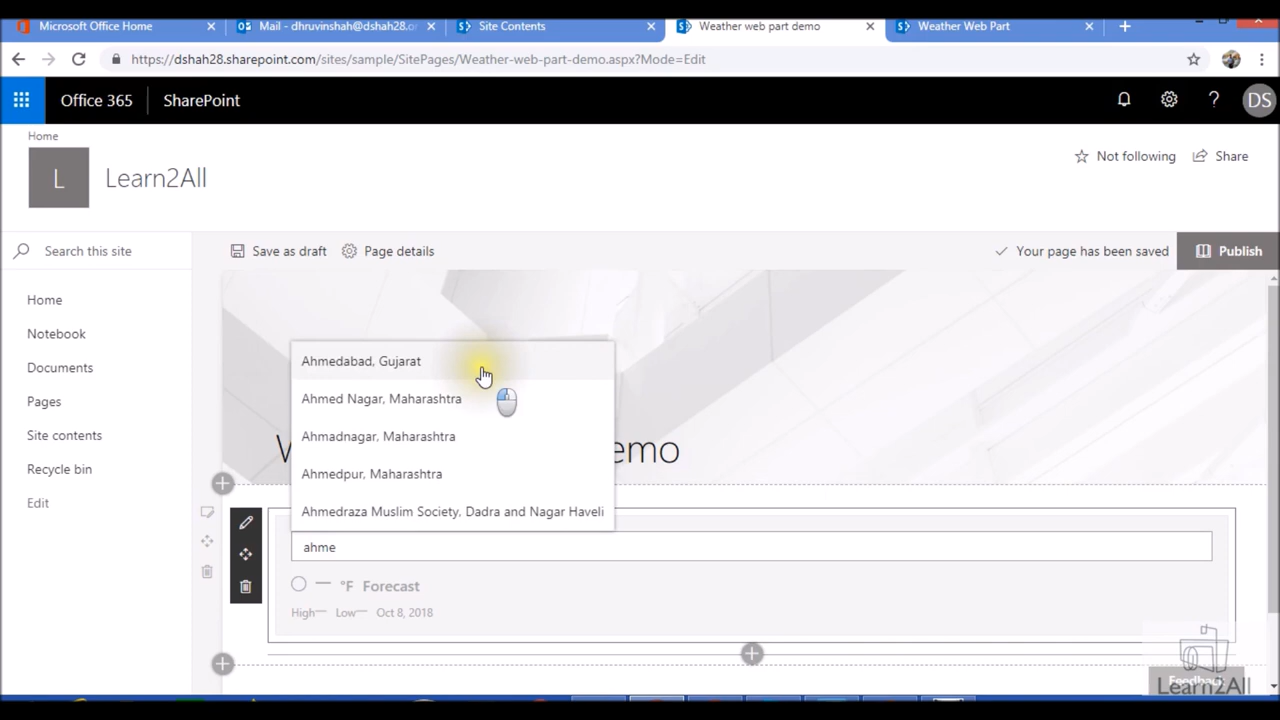 Microsoft Office Home
Mail - dhruvinshah@dshah28.or
Site Contents
Weather web part demo
Weather Web Part
https://dshah28.sharepoint.com/sites/sample/SitePages/Weather-web-part-demo.aspx?Mode=Edit
Office 365
SharePoint
DS
Home
L
Learn2All
Not following
Share
Search this site
Save as draft
Page details
Your page has been saved
Publish
Home
Notebook
Documents
Pages
Site contents
Recycle bin
Edit
Ahmedabad, Gujarat
Ahmed Nagar, Maharashtra
Ahmadnagar, Maharashtra
Ahmedpur, Maharashtra
Ahmedraza Muslim Society, Dadra and Nagar Haveli
W emo
ahme
— °F Forecast
High— Low— Oct 8, 2018
Feedback
Learn2All